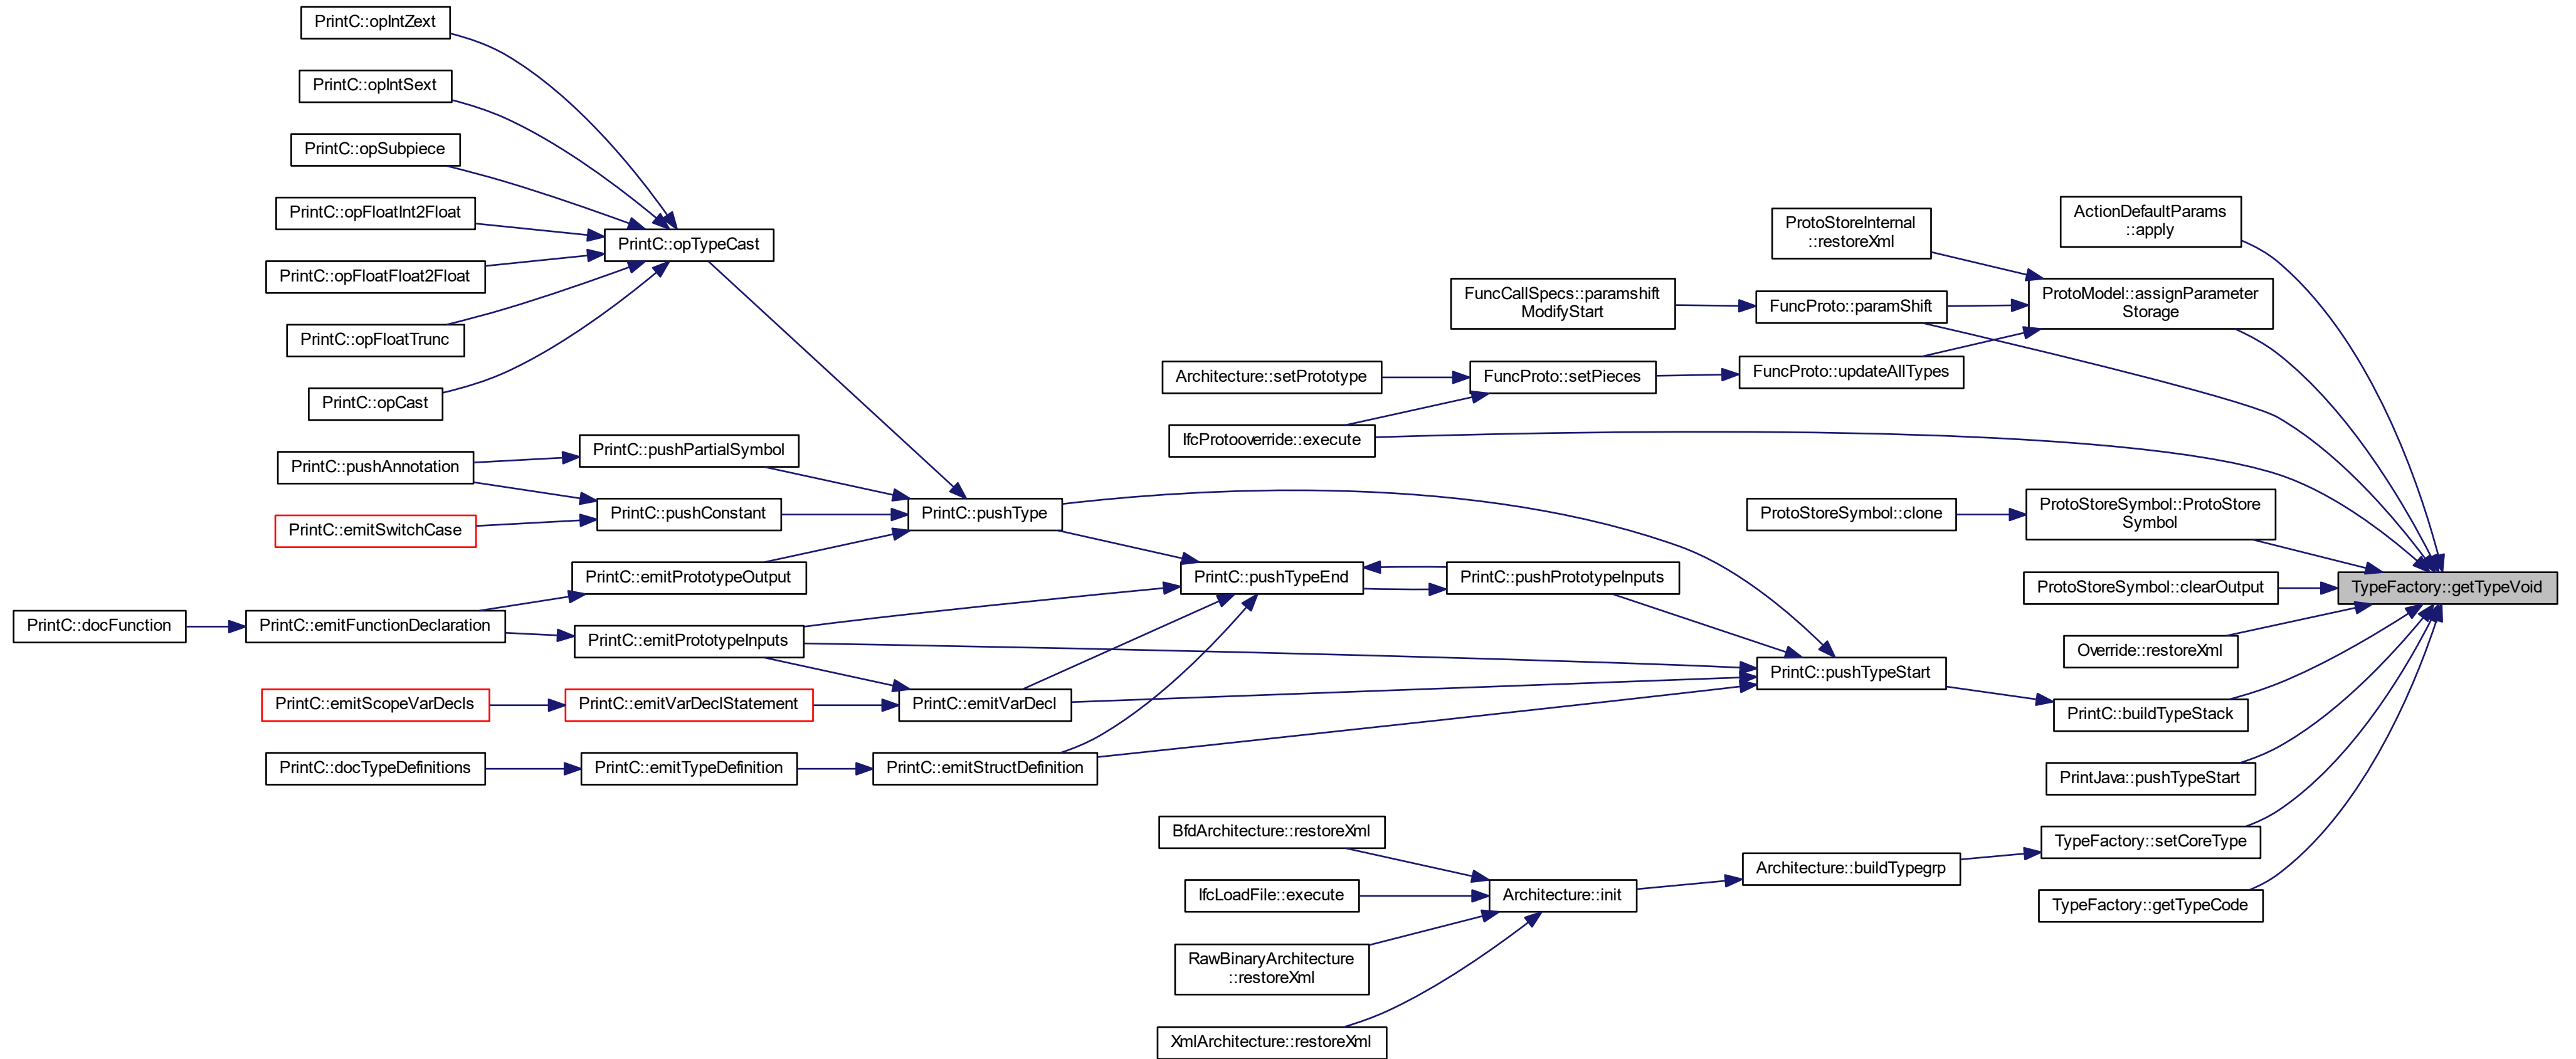 PrintC::opIntZext
PrintC::opIntSext
PrintC::opSubpiece
PrintC::opFloatInt2Float
PrintC::opTypeCast
PrintC::opFloatFloat2Float
PrintC::opFloatTrunc
PrintC::opCast
PrintC::pushPartialSymbol
PrintC::pushAnnotation
PrintC::pushConstant
PrintC::pushType
PrintC::emitSwitchCase
PrintC::emitPrototypeOutput
PrintC::pushTypeEnd
PrintC::pushPrototypeInputs
PrintC::docFunction
PrintC::emitFunctionDeclaration
PrintC::emitPrototypeInputs
PrintC::pushTypeStart
PrintC::emitScopeVarDecls
PrintC::emitVarDeclStatement
PrintC::emitVarDecl
PrintC::docTypeDefinitions
PrintC::emitTypeDefinition
PrintC::emitStructDefinition
ActionDefaultParams
::apply
ProtoStoreInternal
::restoreXml
FuncCallSpecs::paramshift
ModifyStart
FuncProto::paramShift
ProtoModel::assignParameter
Storage
Architecture::setPrototype
FuncProto::setPieces
FuncProto::updateAllTypes
IfcProtooverride::execute
ProtoStoreSymbol::clone
ProtoStoreSymbol::ProtoStore
Symbol
ProtoStoreSymbol::clearOutput
TypeFactory::getTypeVoid
Override::restoreXml
PrintC::buildTypeStack
PrintJava::pushTypeStart
BfdArchitecture::restoreXml
TypeFactory::setCoreType
Architecture::buildTypegrp
IfcLoadFile::execute
Architecture::init
TypeFactory::getTypeCode
RawBinaryArchitecture
::restoreXml
XmlArchitecture::restoreXml